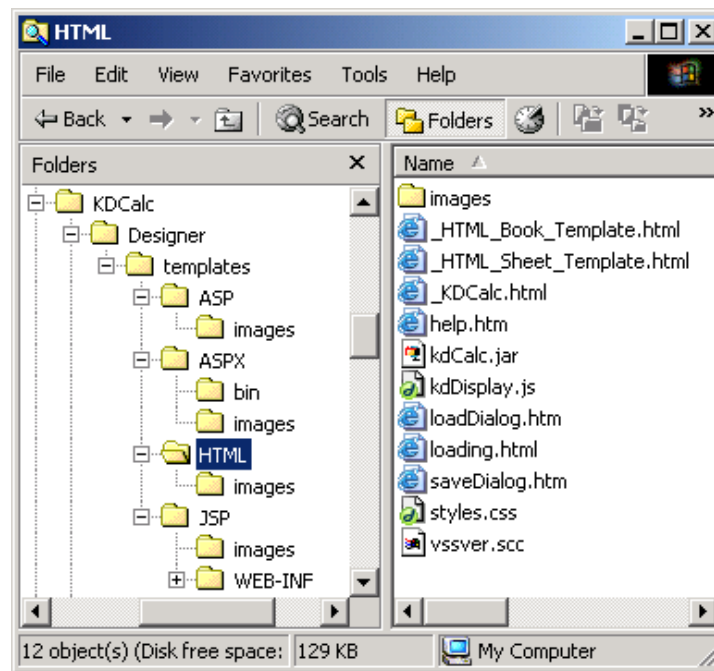 HTML
File Edit View Favorites Tools Help
Back Search Folders »
Folders
KDCalc
Designer
templates
ASP
images
ASPX
bin
images
HTML
images
JSP
images
WEB-INF
Name
images
_HTML_Book_Template.html
_HTML_Sheet_Template.html
_KDCalc.html
help.htm
kdCalc.jar
kdDisplay.js
loadDialog.htm
loading.html
saveDialog.htm
styles.css
vssver.scc
12 object(s) (Disk free space: 129 KB My Computer